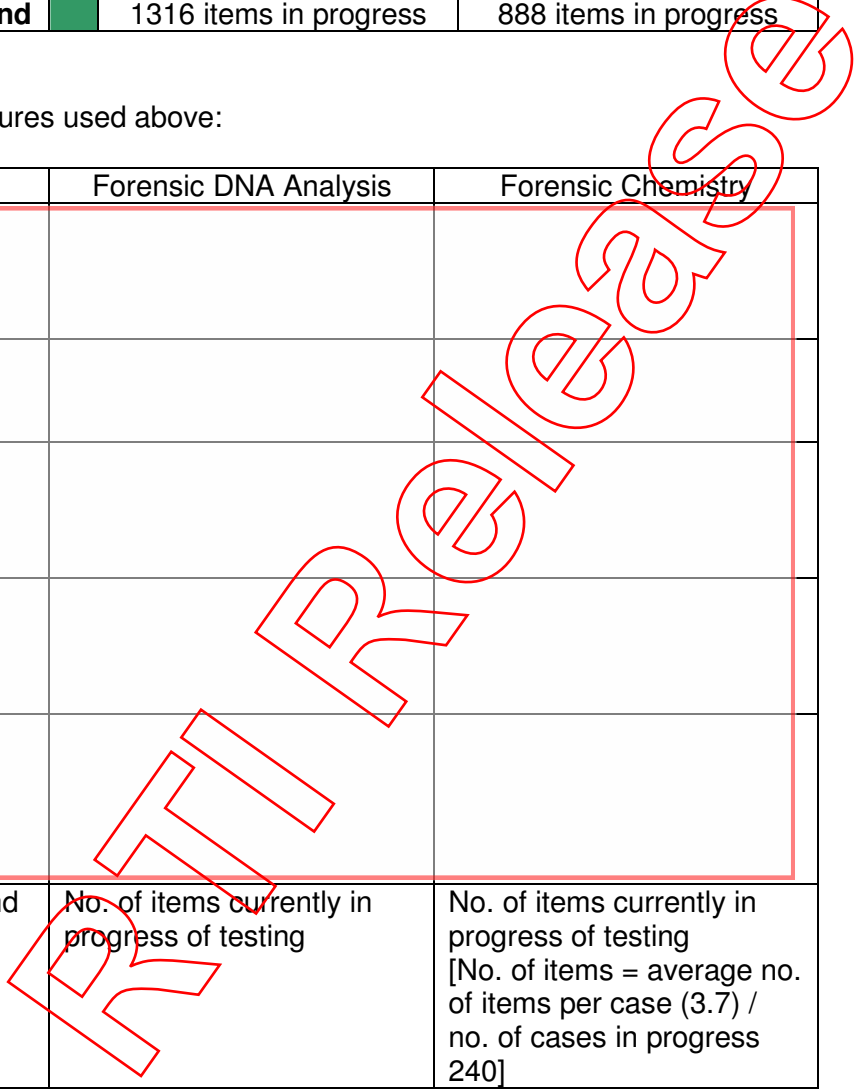 nd 1316 items in progress 888 items in progress
ures used above:
Forensic DNA Analysis Forensic Chemistry
nd No. of items currently in No. of items currently in
progress of testing progress of testing
[No. of items = average no.
of items per case (3.7) /
no. of cases in progress
240]
RTI Release